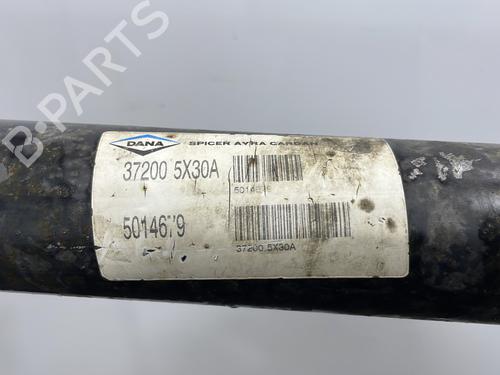 DANA
SPICER AYRA CARDAN
37200 5X30A
37200 5X30A
B-PARTS